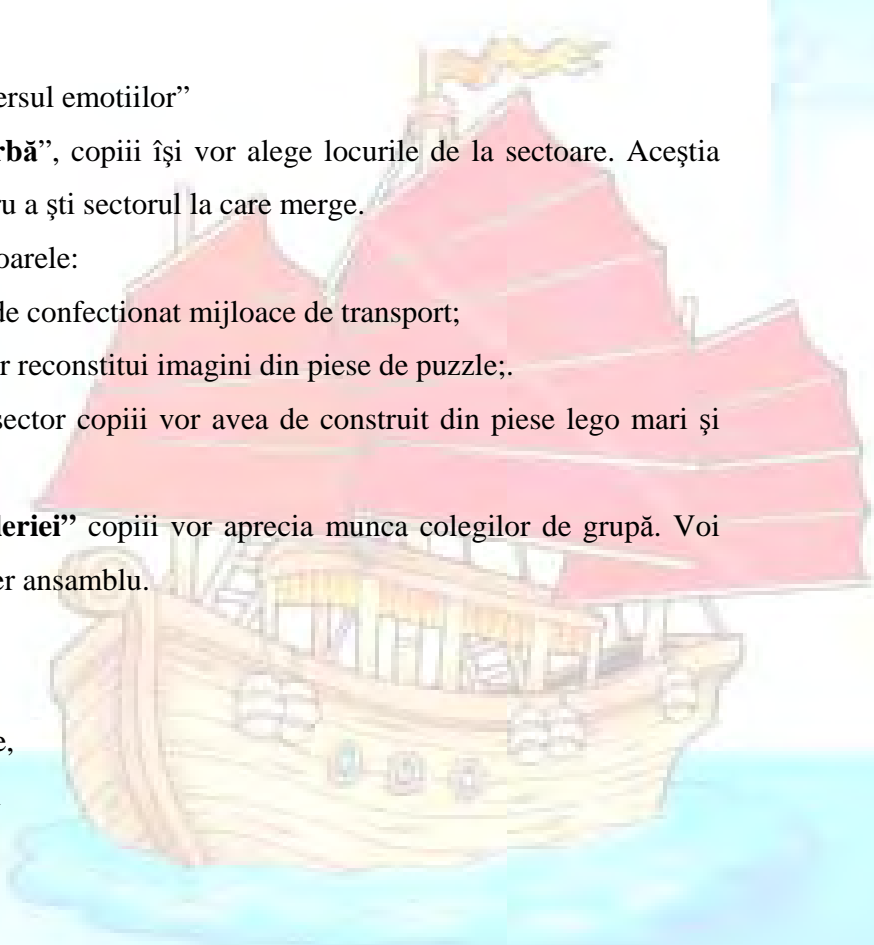 ersul emotiilor”
rbă”, copiii îşi vor alege locurile de la sectoare. Aceştia
u a şti sectorul la care merge.
oarele:
de confectionat mijloace de transport;
r reconstitui imagini din piese de puzzle;.
sector copiii vor avea de construit din piese lego mari şi
leriei” copiii vor aprecia munca colegilor de grupă. Voi
er ansamblu.
e,